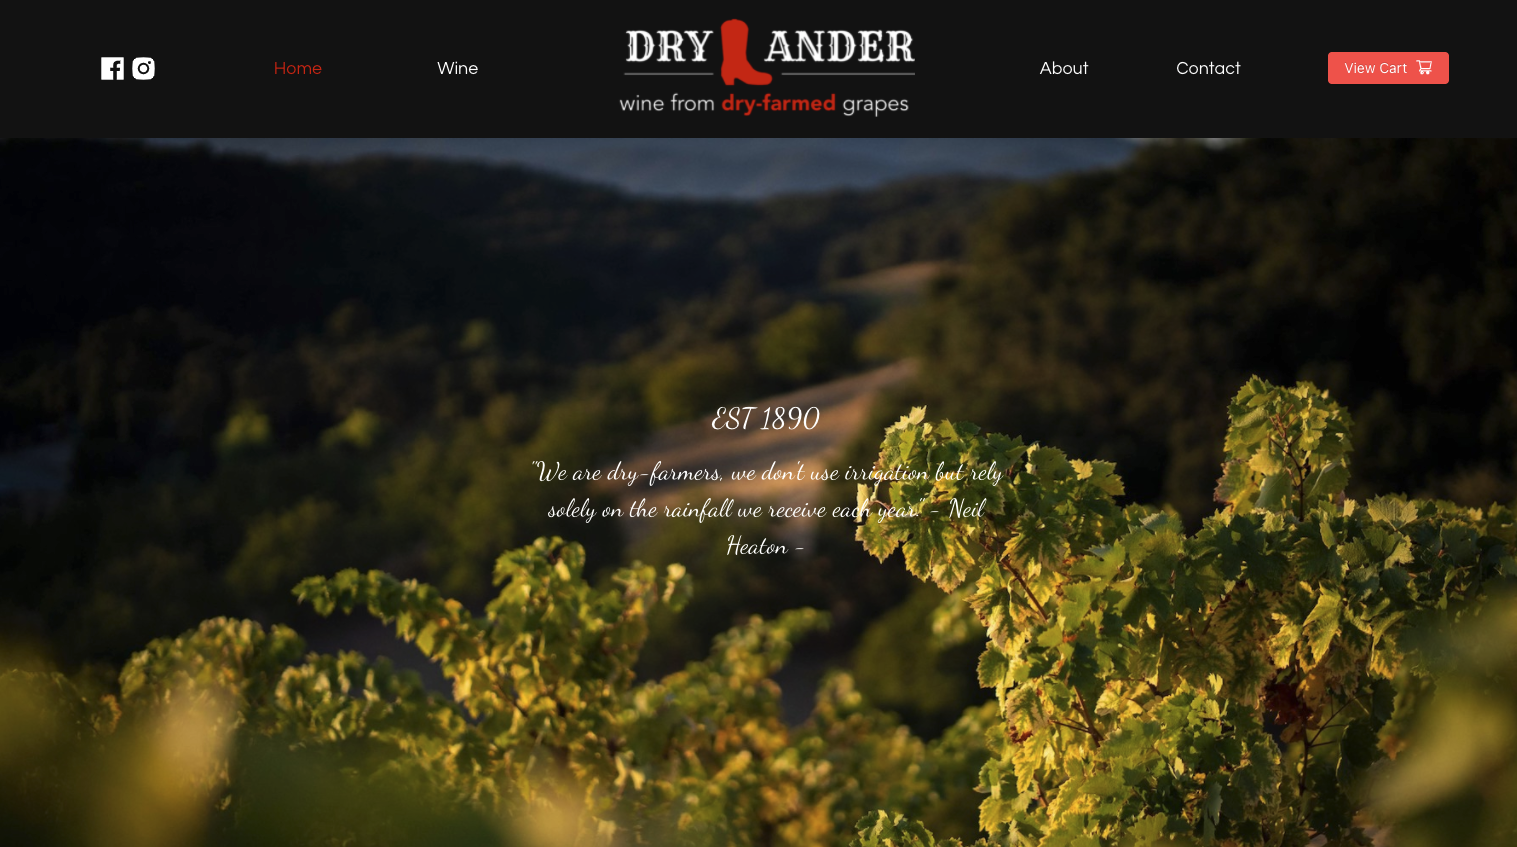 Home
Wine
DRY ANDER
wine from dry-farmed grapes
About
Contact
View Cart
EST 1890
"We are dry-farmers, we don't use irrigation but rely
solely on the rainfall we receive each year." - Neil
Heaton -